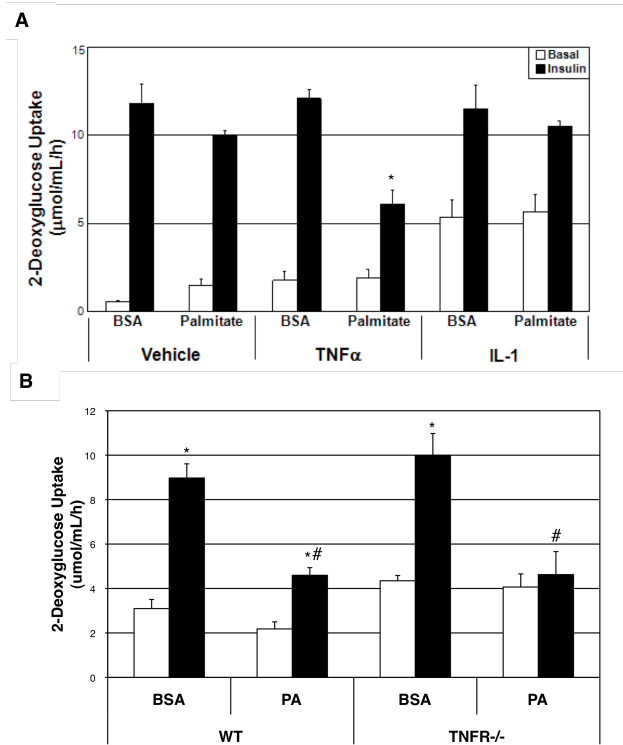 A
15
10
5
0
2-Deoxyglucose Uptake
(µmol/mL/h)
Basal
Insulin
*
BSA Palmitate BSA Palmitate BSA Palmitate
Vehicle TNFα IL-1
B
12
10
8
6
4
2
0
2-Deoxyglucose Uptake
(umol/mL/h)
* *# * #
BSA PA BSA PA
WT TNFR-/-